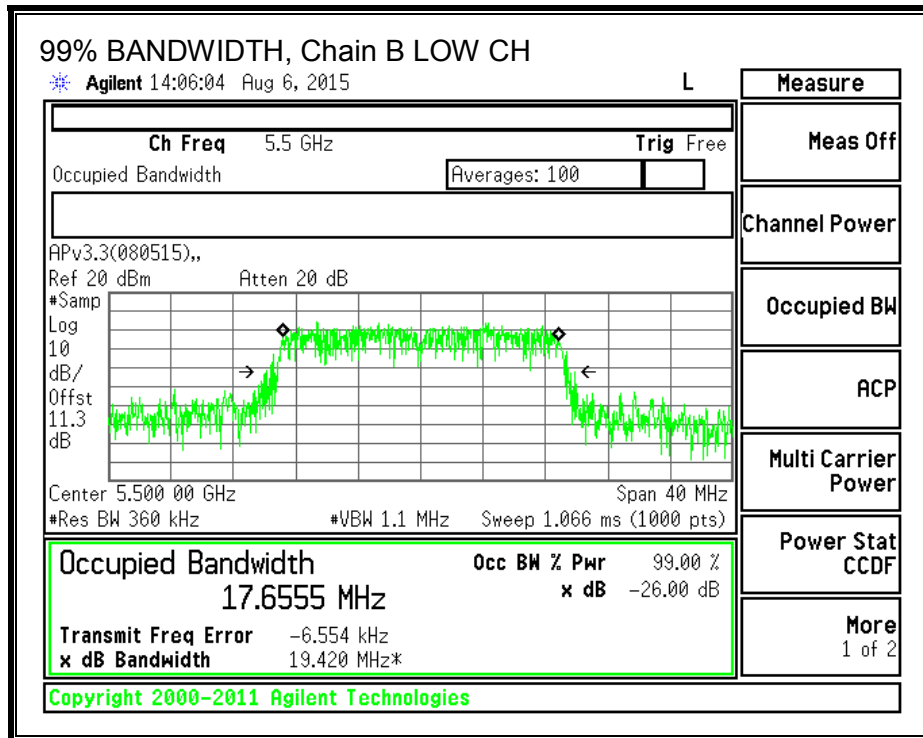 99% BANDWIDTH, Chain B LOW CH
Agilent 14:06:04 Aug 6, 2015 L
Measure
Ch Freq 5.5 GHz Trig Free
Meas Off
Occupied Bandwidth Averages: 100
Channel Power
APv3.3(080515),,
Ref 20 dBm Atten 20 dB
#Samp
Log
10
dB/
Offst
11.3
dB
Occupied BW
ACP
Center 5.500 00 GHz Span 40 MHz
#Res BW 360 kHz #VBW 1.1 MHz Sweep 1.066 ms (1000 pts)
Multi Carrier
Power
Occupied Bandwidth Occ BW % Pwr 99.00 %
17.6555 MHz x dB -26.00 dB
Transmit Freq Error -6.554 kHz
x dB Bandwidth 19.420 MHz*
Power Stat
CCDF
More
1 of 2
Copyright 2000-2011 Agilent Technologies